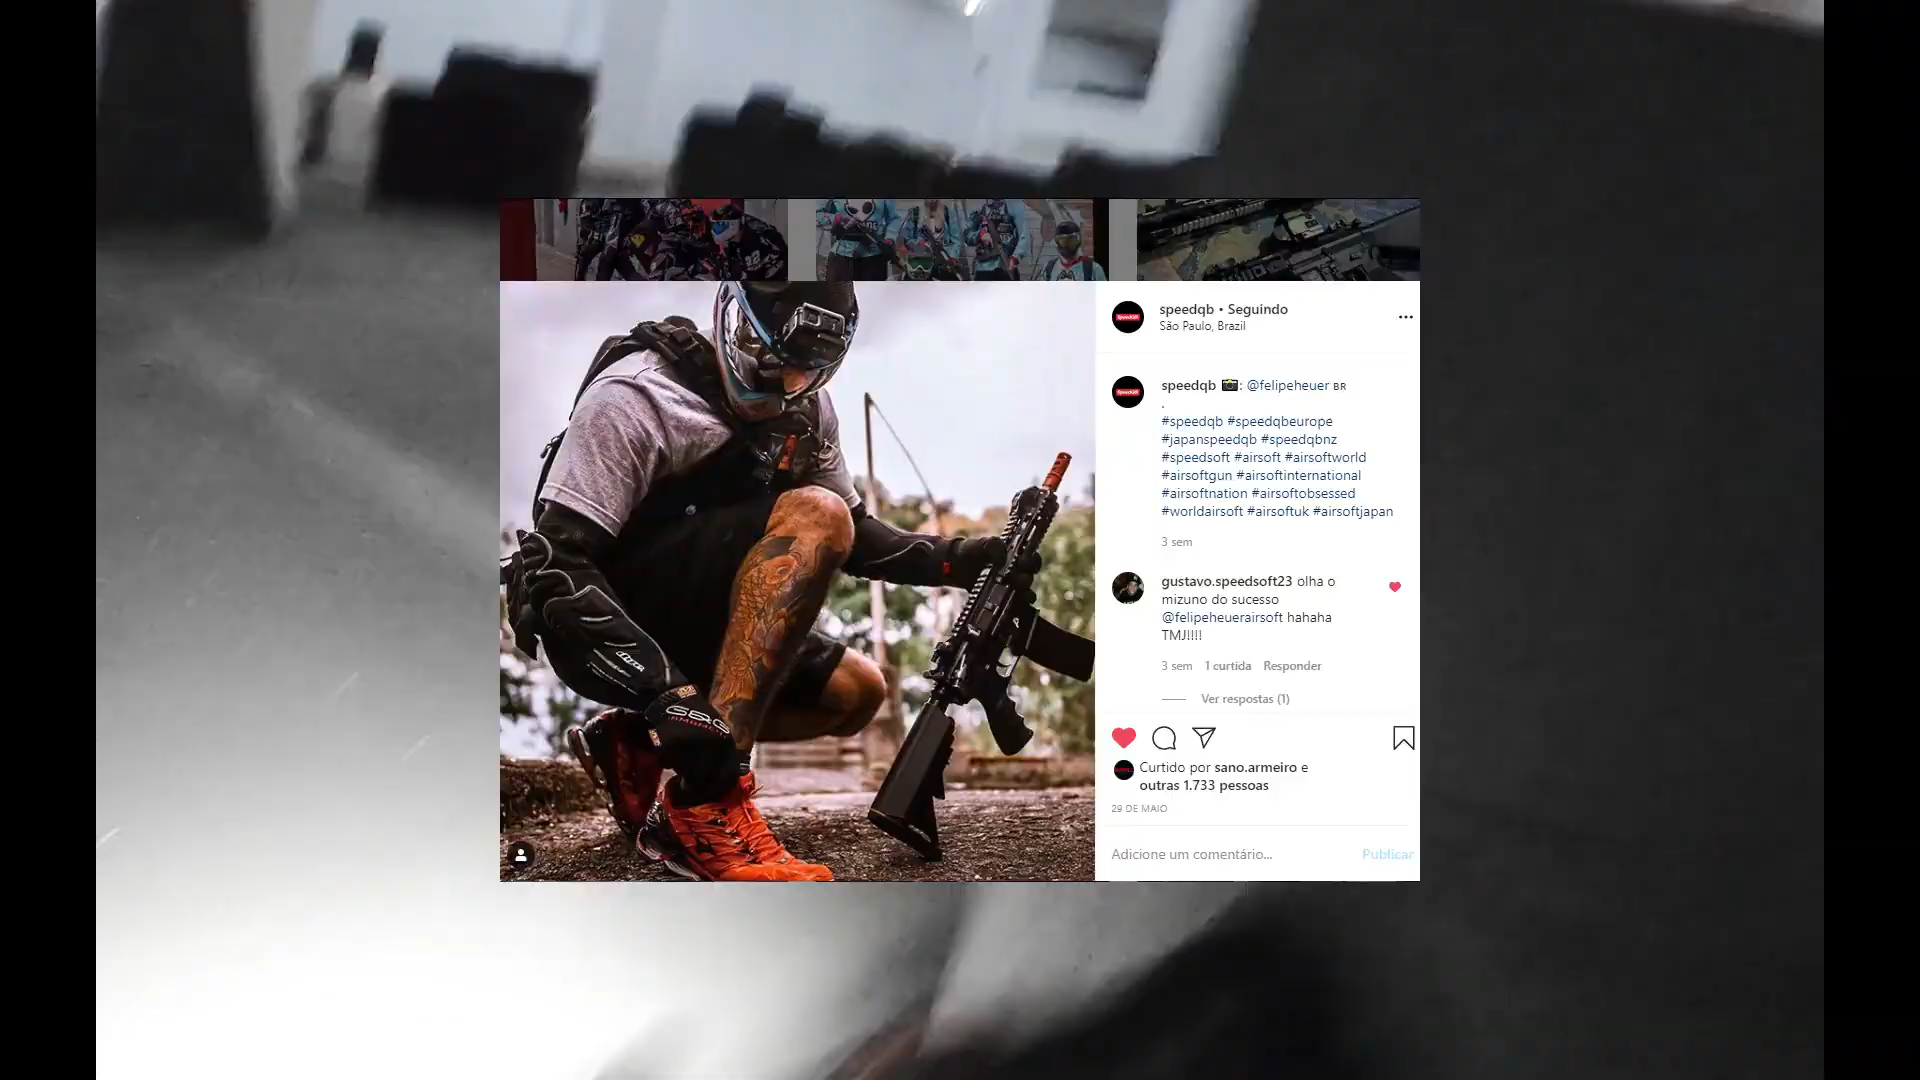 speedqb • Seguindo
São Paulo, Brazil
speedqb 📷: @felipeheuer BR
.
#speedqb #speedqbeurope
#japanspeedqb #speedqbnz
#speedsoft #airsoft #airsoftworld
#airsoftgun #airsoftinternational
#airsoftnation #airsoftobsessed
#worldairsoft #airsoftuk #airsoftjapan
3 sem
gustavo.speedsoft23 olha o
mizuno do sucesso
@felipeheuerairsoft hahaha
TMJ!!!!
3 sem 1 curtida Responder
Ver respostas (1)
Curtido por sano.armeiro e
outras 1.733 pessoas
29 DE MAIO
Adicione um comentário... Publicar
G&G